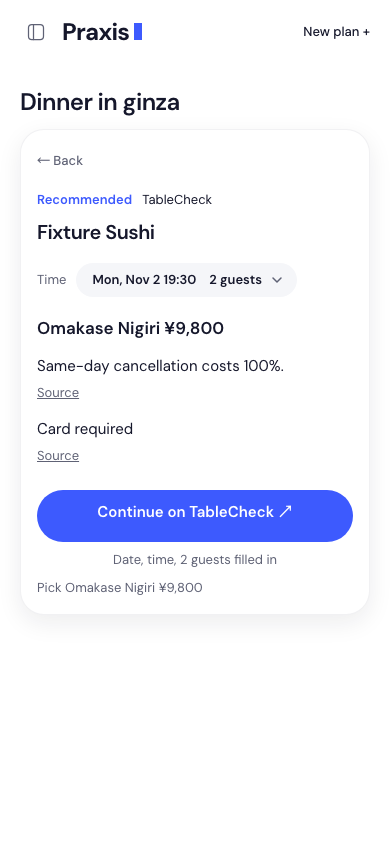 Praxis
New plan +
Dinner in ginza
← Back
Recommended TableCheck
Fixture Sushi
Time Mon, Nov 2 19:30 2 guests
Omakase Nigiri ¥9,800
Same-day cancellation costs 100%.
Source
Card required
Source
Continue on TableCheck ↗
Date, time, 2 guests filled in
Pick Omakase Nigiri ¥9,800